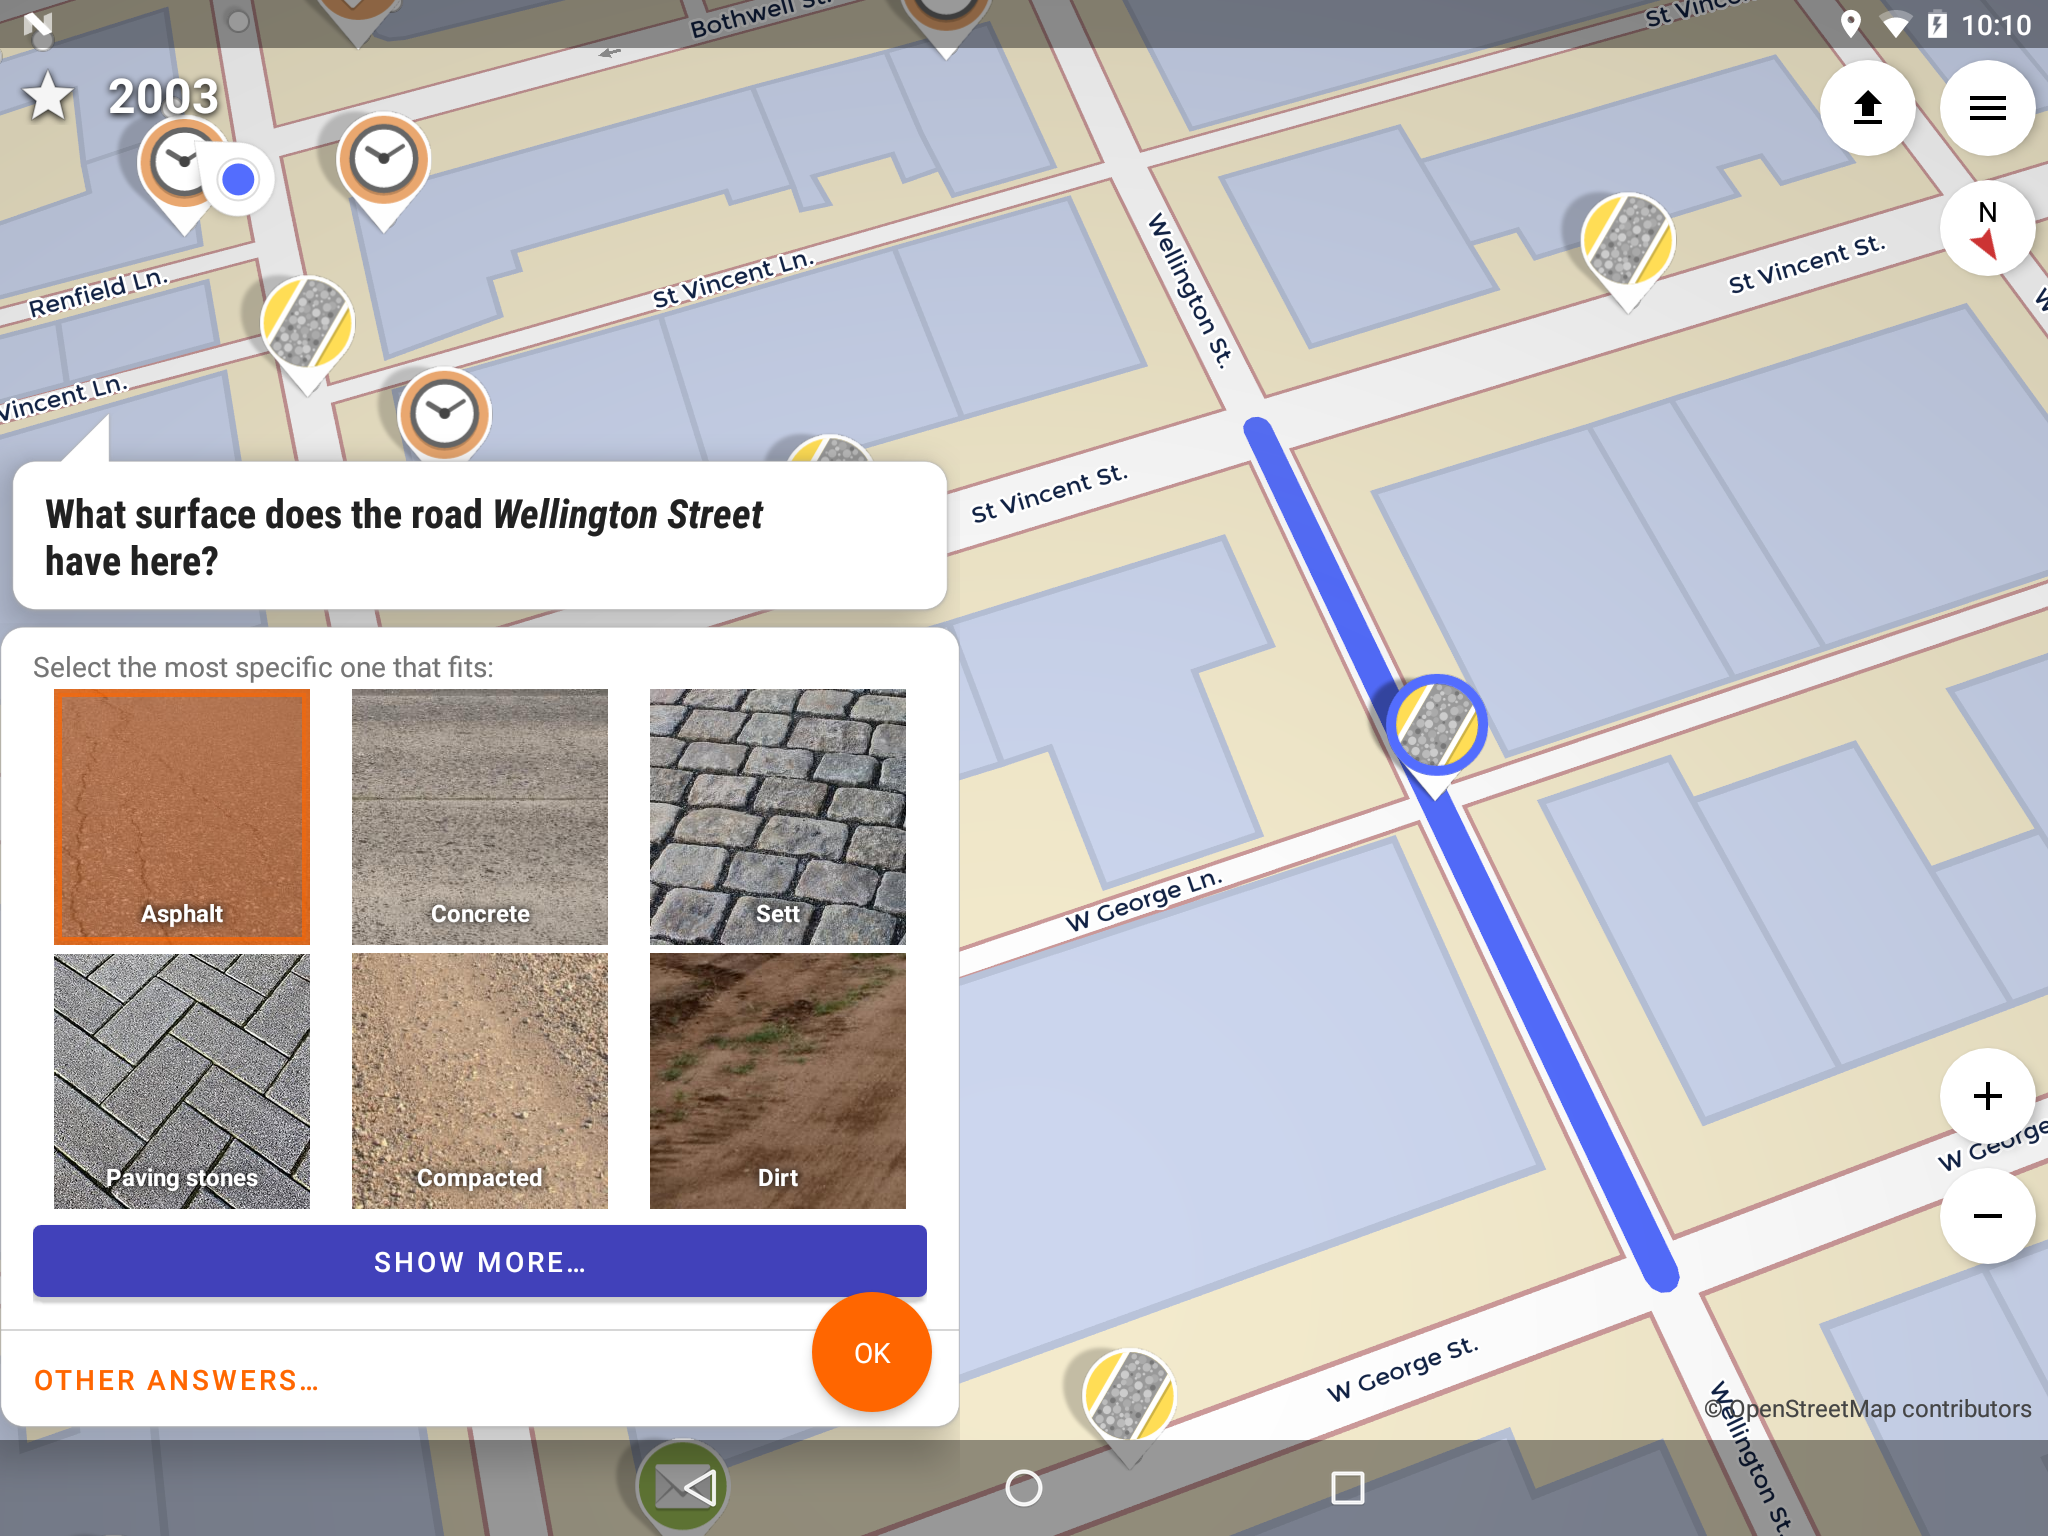 10:10
2003
Bothwell St.
St Vincent Ln.
Renfield Ln.
Vincent Ln.
Wellington St.
St Vincent St.
N
St Vincent St.
What surface does the road Wellington Street
have here?
Select the most specific one that fits:
Asphalt
Concrete
Sett
Paving stones
Compacted
Dirt
SHOW MORE...
OTHER ANSWERS...
OK
W George Ln.
W George
W George St.
Wellington St.
© OpenStreetMap contributors